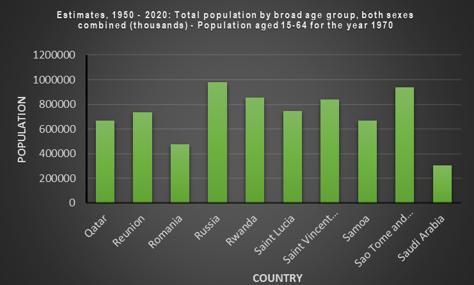 Estimates, 1950 - 2020: Total population by broad age group, both sexes
combined (thousands) - Population aged 15-64 for the year 1970
1200000
1000000
800000
600000
400000
200000
0
POPULATION
Qatar
Reunion
Romania
Russia
Rwanda
Saint Lucia
Saint Vincent...
Samoa
Sao Tome and...
Saudi Arabia
COUNTRY